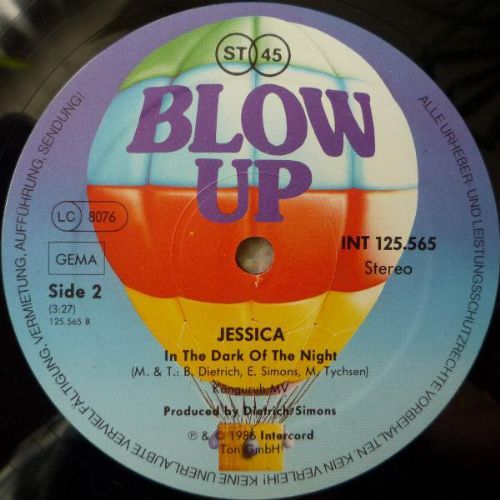 ST 45
BLOW
UP
LC 8076
GEMA
INT 125.565
Stereo
Side 2
(3:27)
125.565 B
JESSICA
In The Dark Of The Night
(M. & T.: B. Dietrich, E. Simons, M. Tychsen)
Känguruh MV
Produced by Dietrich/Simons
℗ & © 1986 Intercord
Ton GmbH
ALLE URHEBER- UND LEISTUNGSSCHUTZRECHTE VORBEHALTEN. KEIN VERLEIH! KEINE UNERLAUBTE VERVIELFÄLTIGUNG, VERMIETUNG, AUFFÜHRUNG, SENDUNG!